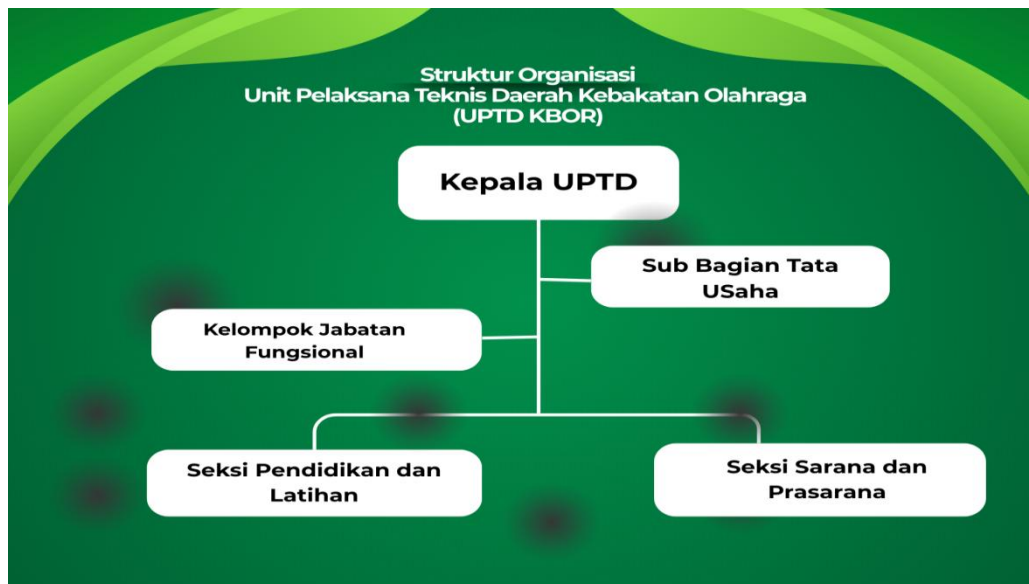 Struktur Organisasi
Unit Pelaksana Teknis Daerah Kebakatan Olahraga
(UPTD KBOR)
Kepala UPTD
Sub Bagian Tata
USaha
Kelompok Jabatan
Fungsional
Seksi Pendidikan dan
Latihan
Seksi Sarana dan
Prasarana